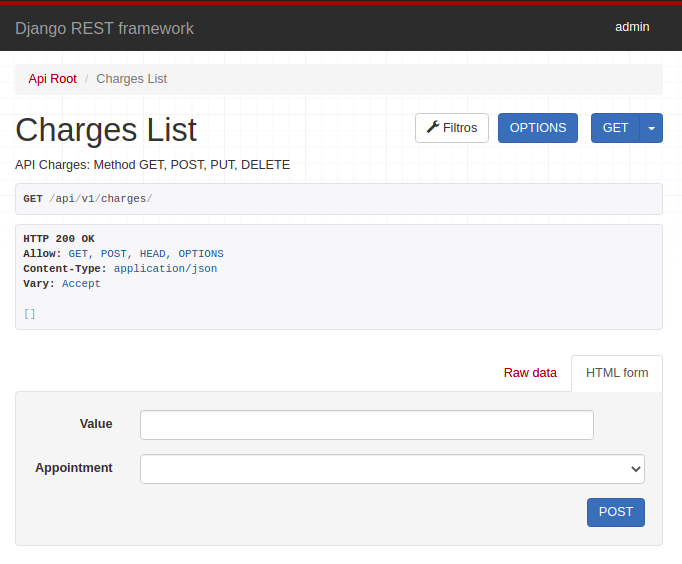 Django REST framework
admin
Api Root / Charges List
Charges List
Filtros
OPTIONS
GET
API Charges: Method GET, POST, PUT, DELETE
GET /api/v1/charges/
HTTP 200 OK
Allow: GET, POST, HEAD, OPTIONS
Content-Type: application/json
Vary: Accept
[]
Raw data
HTML form
Value
Appointment
POST